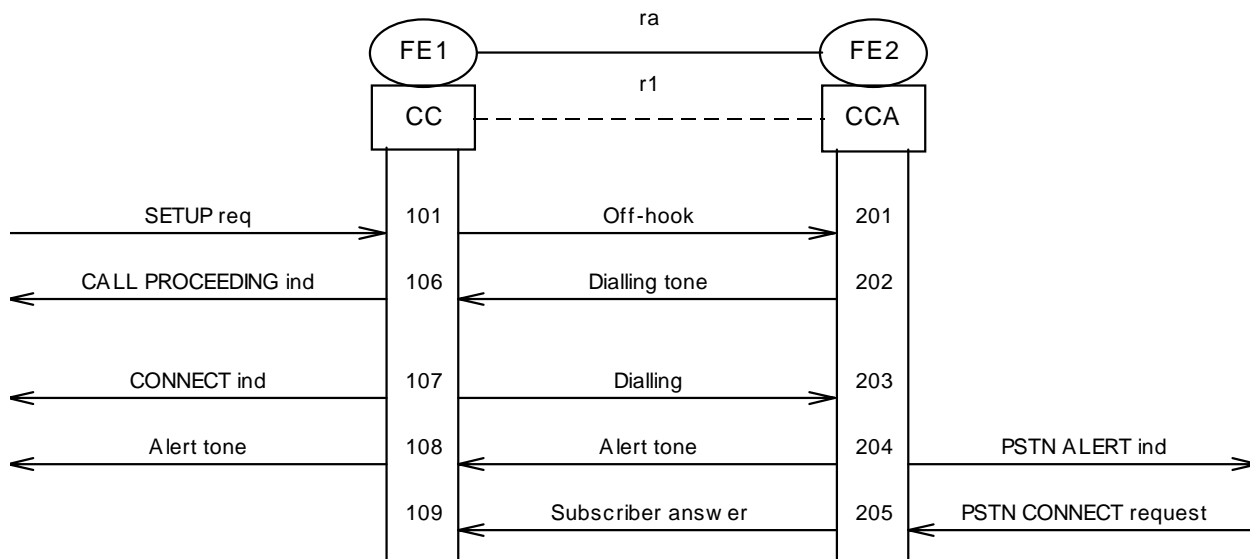 ra
FE1 FE2
r1
CC CCA
SETUP req 101 Off-hook 201
CALL PROCEEDING ind 106 Dialling tone 202
CONNECT ind 107 Dialling 203
Alert tone 108 Alert tone 204 PSTN ALERT ind
109 Subscriber answer 205 PSTN CONNECT request